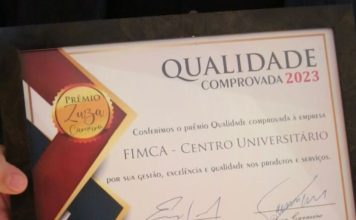 QUALIDADE
COMPROVADA 2023
PRÊMIO
Luiza
Conferimos o prêmio Qualidade comprovada à empresa
FIMCA - Centro Universitário
por sua gestão, excelência e qualidade nos produtos e serviços.